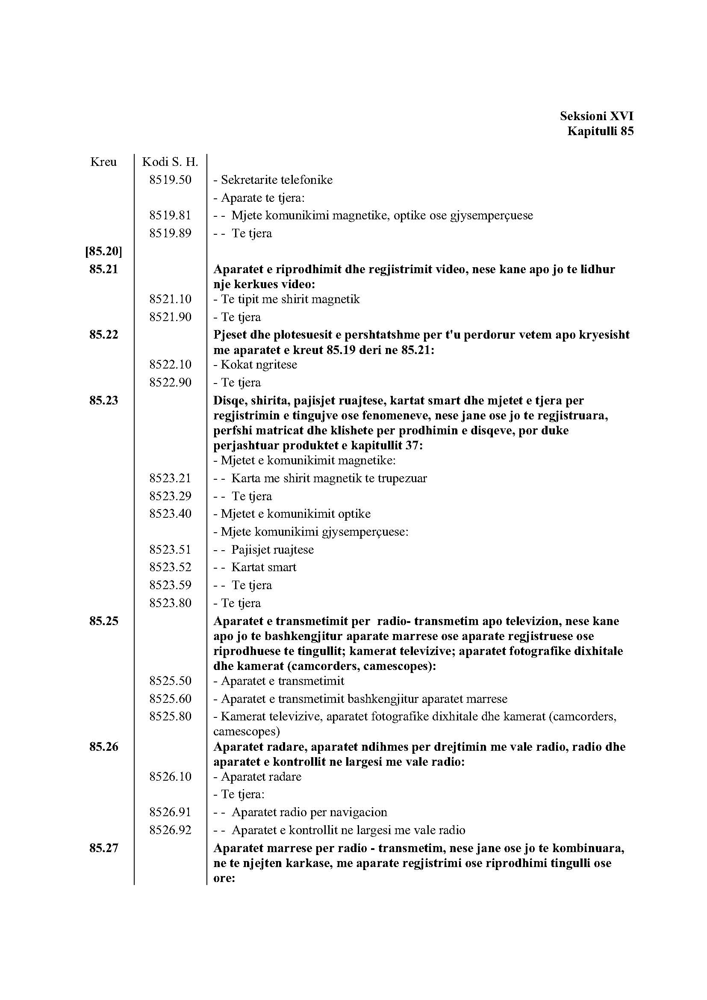 Seksioni XVI
Kapitulli 85
Kreu Kodi S. H.
8519.50 - Sekretarite telefonike
- Aparate te tjera:
8519.81 - - Mjete komunikimi magnetike, optike ose gjysemperçuese
8519.89 - - Te tjera
[85.20]
85.21 Aparatet e riprodhimit dhe regjistrimit video, nese kane apo jo te lidhur
nje kerkues video:
8521.10 - Te tipit me shirit magnetik
8521.90 - Te tjera
85.22 Pjeset dhe plotesuesit e pershtatshme per t'u perdorur vetem apo kryesisht
me aparatet e kreut 85.19 deri ne 85.21:
8522.10 - Kokat ngritese
8522.90 - Te tjera
85.23 Disqe, shirita, pajisjet ruajtese, kartat smart dhe mjetet e tjera per
regjistrimin e tingujve ose fenomeneve, nese jane ose jo te regjistruara,
perfshi matricat dhe klishete per prodhimin e disqeve, por duke
perjashtuar produktet e kapitullit 37:
- Mjetet e komunikimit magnetike:
8523.21 - - Karta me shirit magnetik te trupezuar
8523.29 - - Te tjera
8523.40 - Mjetet e komunikimit optike
- Mjete komunikimi gjysemperçuese:
8523.51 - - Pajisjet ruajtese
8523.52 - - Kartat smart
8523.59 - - Te tjera
8523.80 - Te tjera
85.25 Aparatet e transmetimit per radio- transmetim apo televizion, nese kane
apo jo te bashkengjitur aparate marrese ose aparate regjistruese ose
riprodhuese te tingullit; kamerat televizive; aparatet fotografike dixhitale
dhe kamerat (camcorders, camescopes):
8525.50 - Aparatet e transmetimit
8525.60 - Aparatet e transmetimit bashkengjitur aparatet marrese
8525.80 - Kamerat televizive, aparatet fotografike dixhitale dhe kamerat (camcorders,
camescopes)
85.26 Aparatet radare, aparatet ndihmes per drejtimin me vale radio, radio dhe
aparatet e kontrollit ne largesi me vale radio:
8526.10 - Aparatet radare
- Te tjera:
8526.91 - - Aparatet radio per navigacion
8526.92 - - Aparatet e kontrollit ne largesi me vale radio
85.27 Aparatet marrese per radio - transmetim, nese jane ose jo te kombinuara,
ne te njejten karkase, me aparate regjistrimi ose riprodhimi tingulli ose
ore: